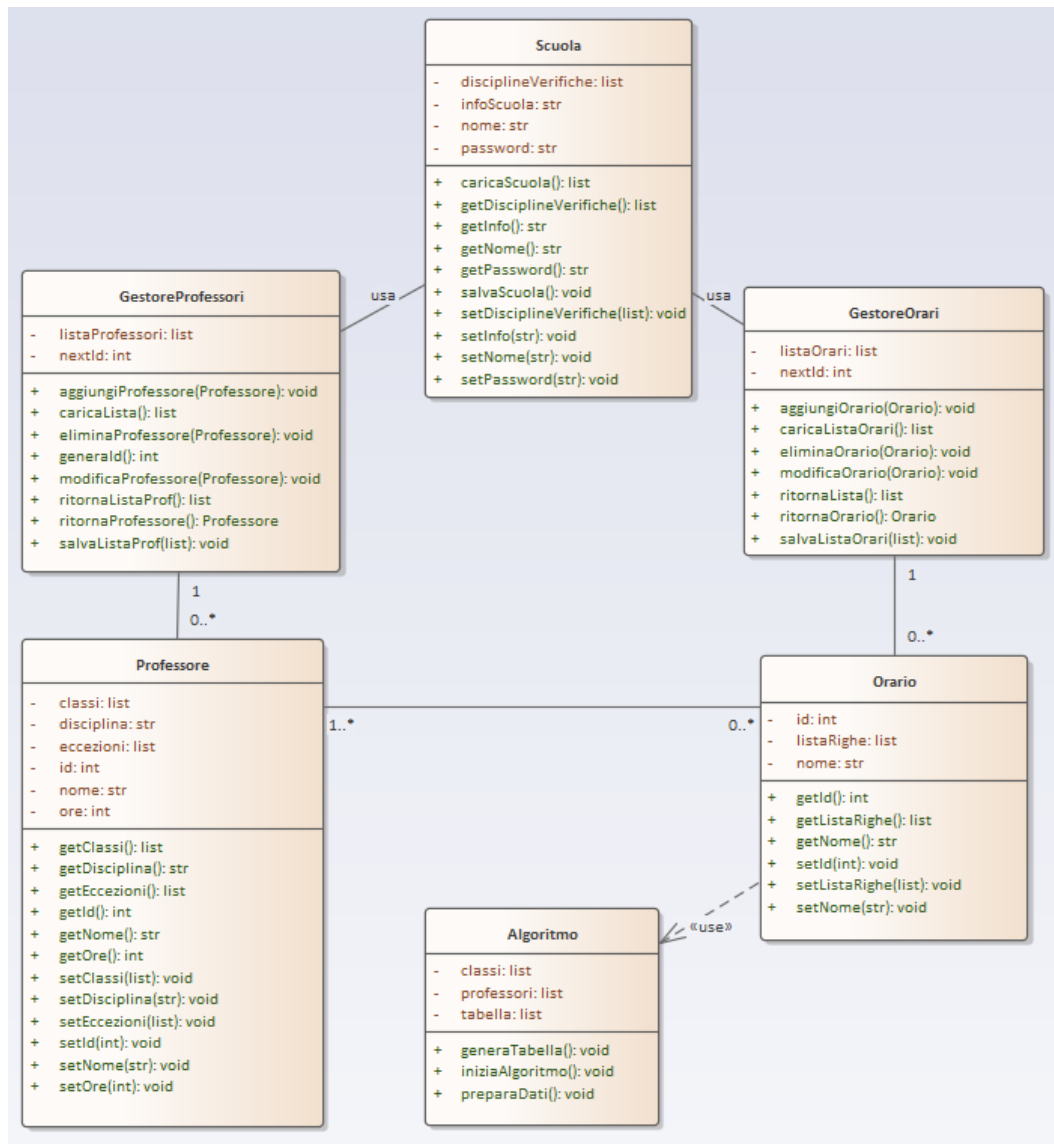 Scuola
- disciplineVerifiche: list
- infoScuola: str
- nome: str
- password: str
+ caricaScuola(): list
+ getDisciplineVerifiche(): list
+ getInfo(): str
+ getNome(): str
+ getPassword(): str
+ salvaScuola(): void
+ setDisciplineVerifiche(list): void
+ setInfo(str): void
+ setNome(str): void
+ setPassword(str): void
usa
usa
GestoreProfessori
- listaProfessori: list
- nextId: int
+ aggiungiProfessore(Professore): void
+ caricaLista(): list
+ eliminaProfessore(Professore): void
+ generaId(): int
+ modificaProfessore(Professore): void
+ ritornaListaProf(): list
+ ritornaProfessore(): Professore
+ salvaListaProf(list): void
GestoreOrari
- listaOrari: list
- nextId: int
+ aggiungiOrario(Orario): void
+ caricaListaOrari(): list
+ eliminaOrario(Orario): void
+ modificaOrario(Orario): void
+ ritornaLista(): list
+ ritornaOrario(): Orario
+ salvaListaOrari(list): void
1
0..*
1
0..*
Professore
- classi: list
- disciplina: str
- eccezioni: list
- id: int
- nome: str
- ore: int
+ getClassi(): list
+ getDisciplina(): str
+ getEccezioni(): list
+ getId(): int
+ getNome(): str
+ getOre(): int
+ setClassi(list): void
+ setDisciplina(str): void
+ setEccezioni(list): void
+ setId(int): void
+ setNome(str): void
+ setOre(int): void
1..*
0..*
Orario
- id: int
- listaRighe: list
- nome: str
+ getId(): int
+ getListaRighe(): list
+ getNome(): str
+ setId(int): void
+ setListaRighe(list): void
+ setNome(str): void
«use»
Algoritmo
- classi: list
- professori: list
- tabella: list
+ generaTabella(): void
+ iniziaAlgoritmo(): void
+ preparaDati(): void